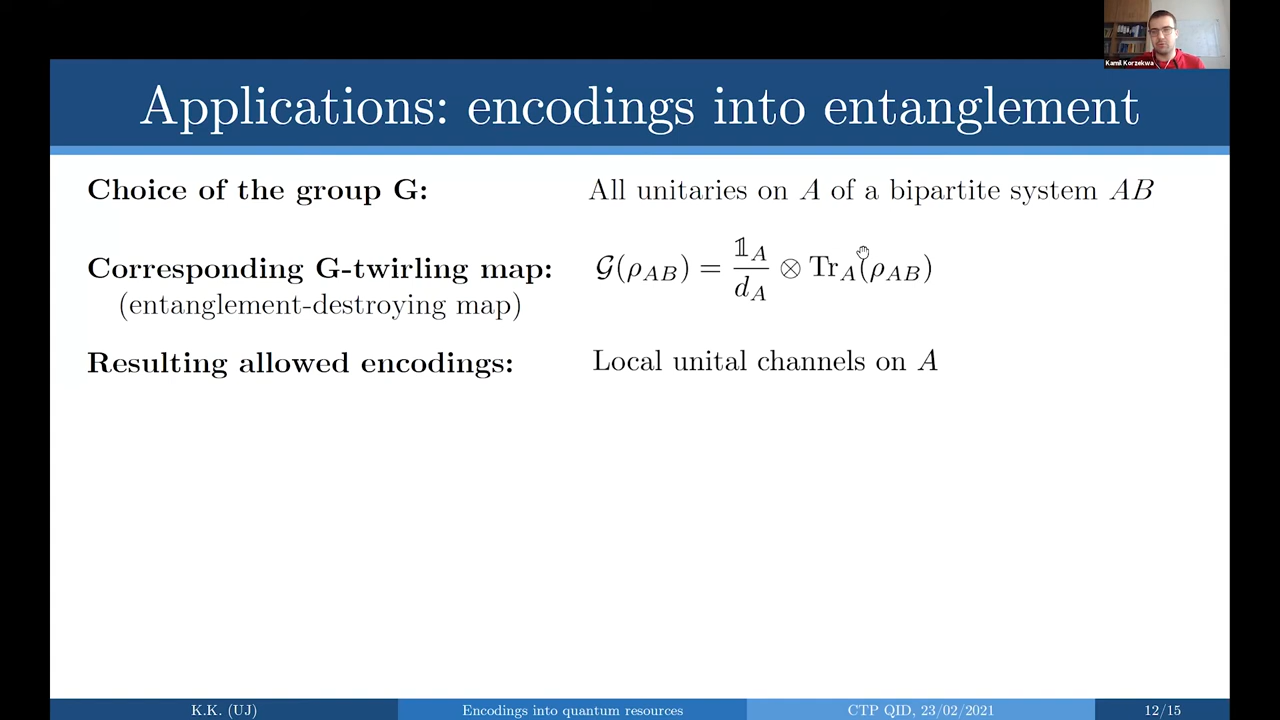 Kamil Korzekwa
Applications: encodings into entanglement
Choice of the group G: All unitaries on A of a bipartite system AB
Corresponding G-twirling map: 𝒢(ρ_AB) = 𝟙_A/d_A ⊗ Tr_A(ρ_AB)
(entanglement-destroying map)
Resulting allowed encodings: Local unital channels on A
K.K. (UJ) Encodings into quantum resources CTP QID, 23/02/2021 12/15